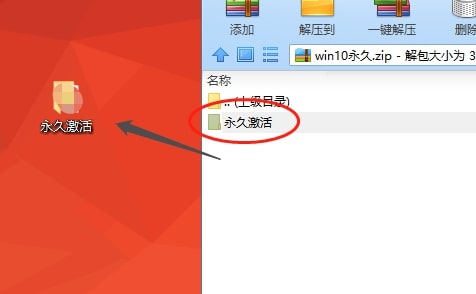 添加
解压到
一键解压
删除
win10永久.zip - 解包大小为 3
名称
.. (上级目录)
永久激活
永久激活